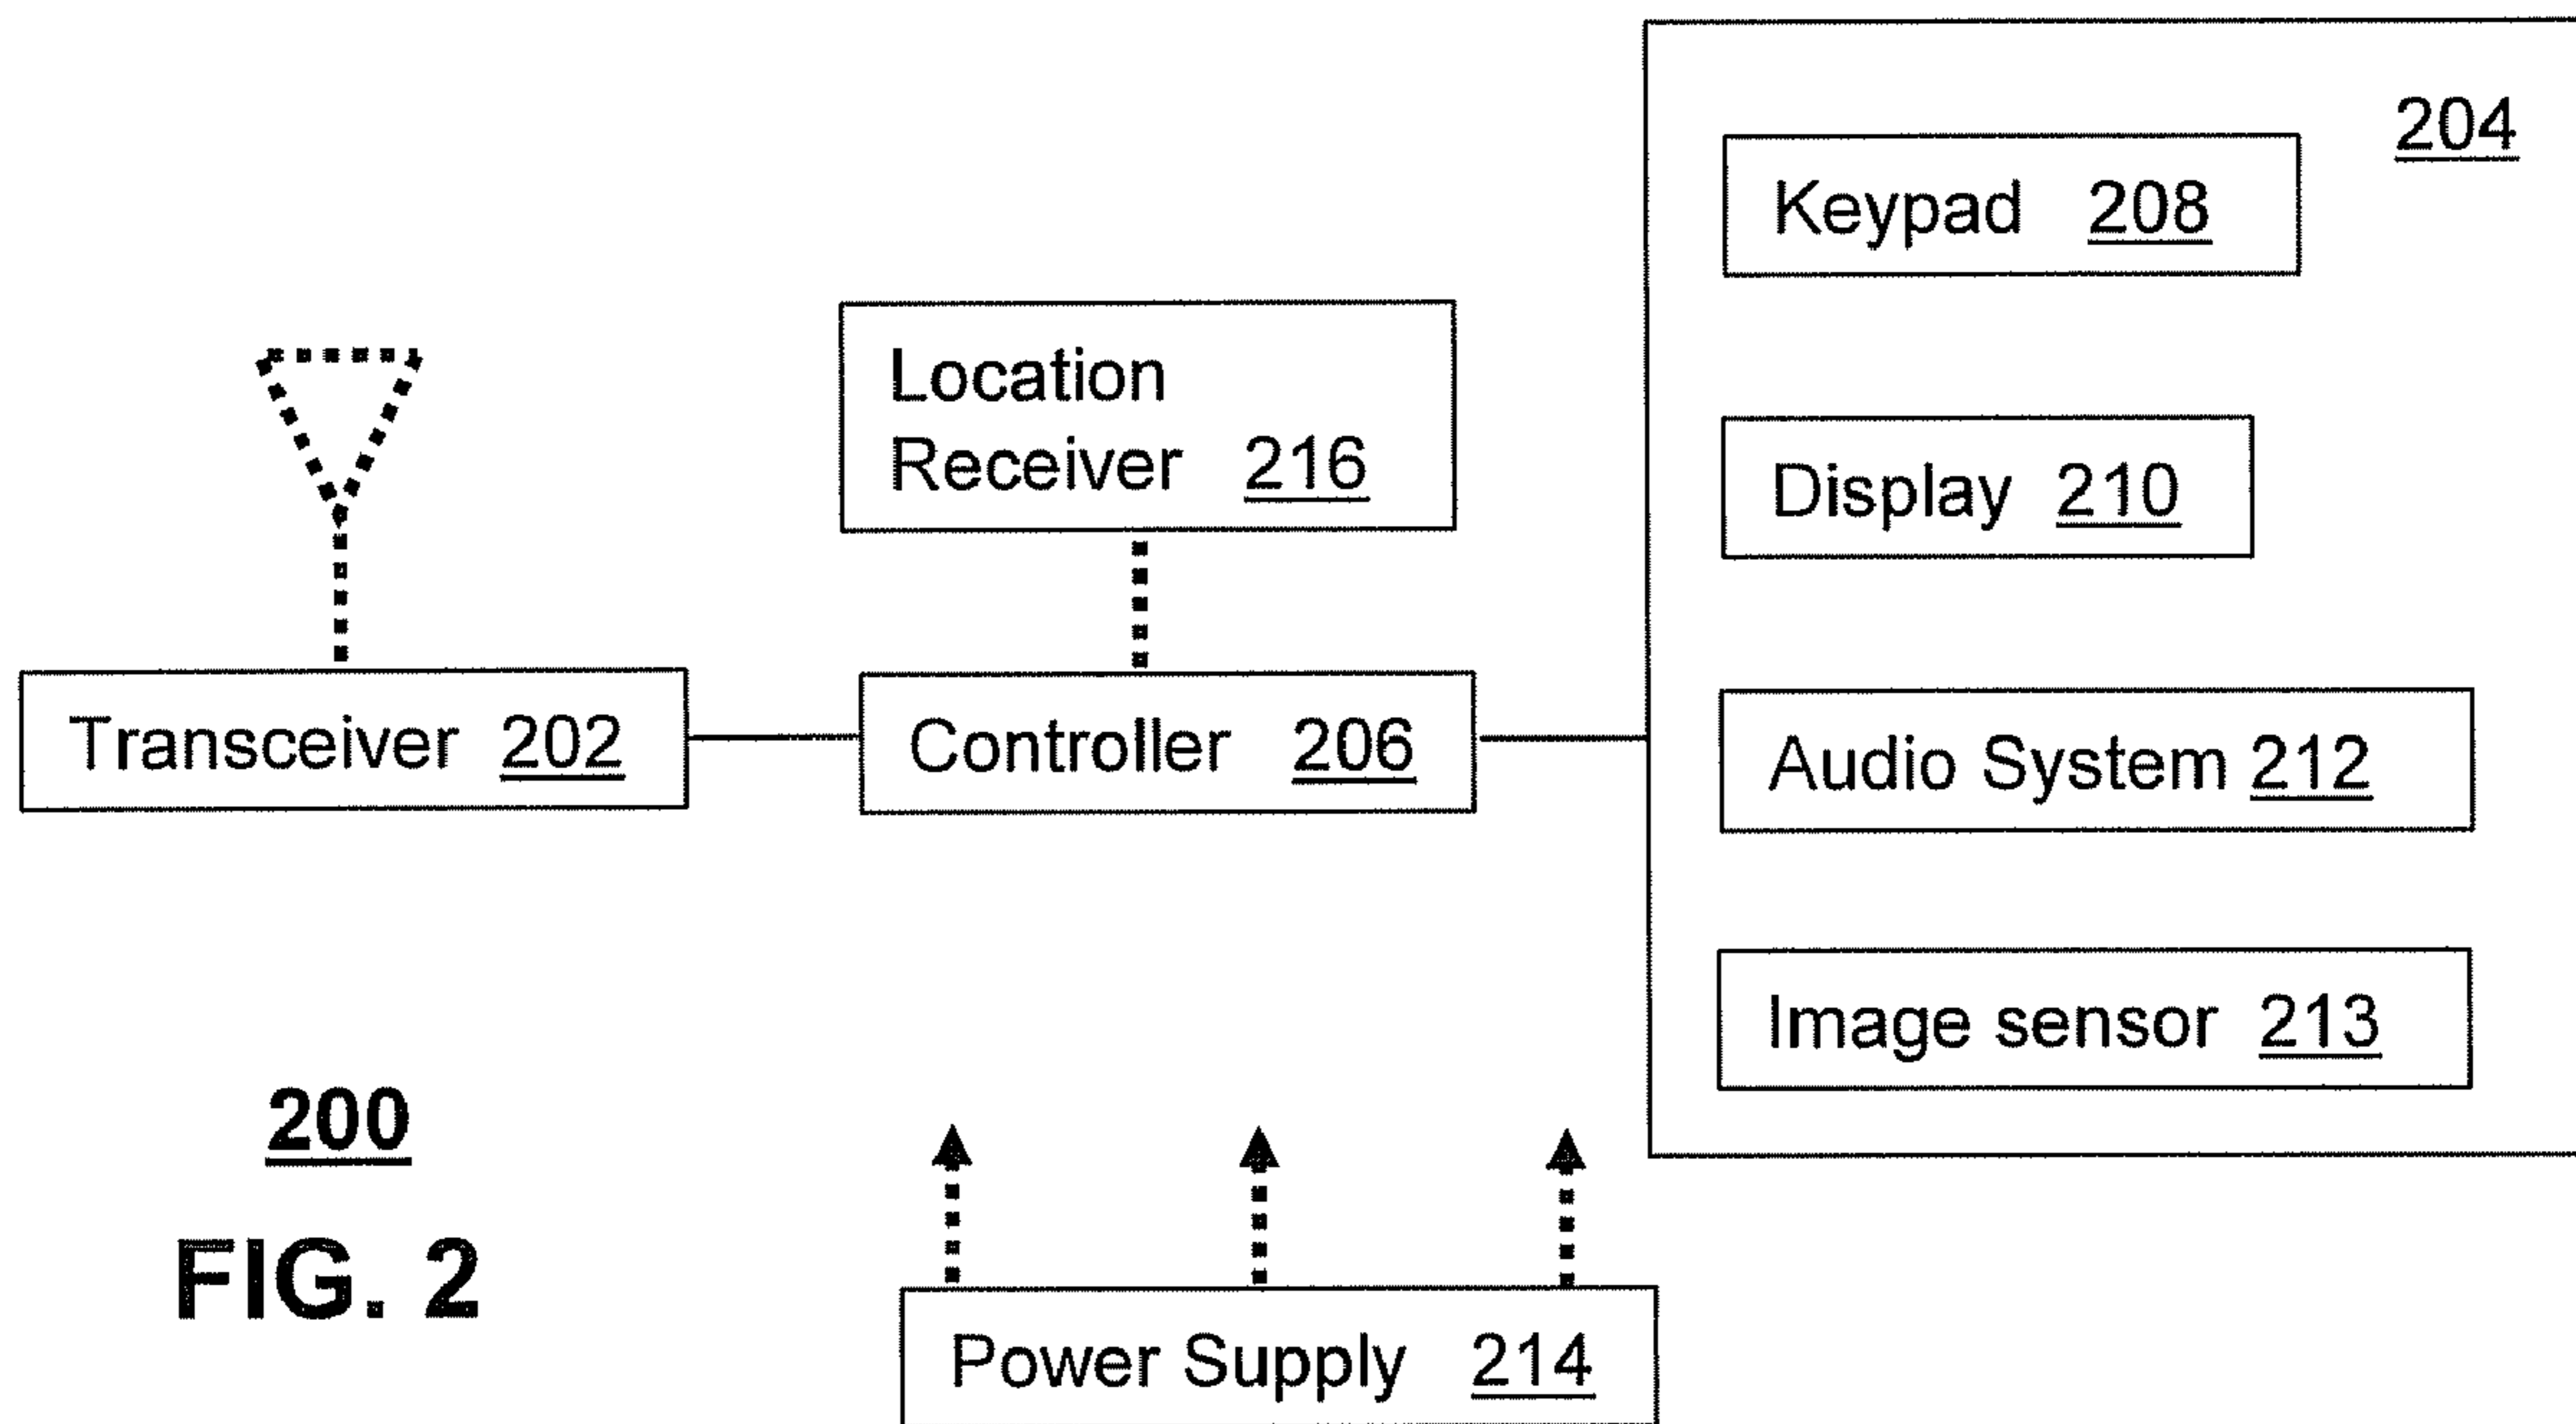 204
Keypad 208
Location
Receiver 216
Display 210
Transceiver 202
Controller 206
Audio System 212
Image sensor 213
200
FIG. 2
Power Supply 214